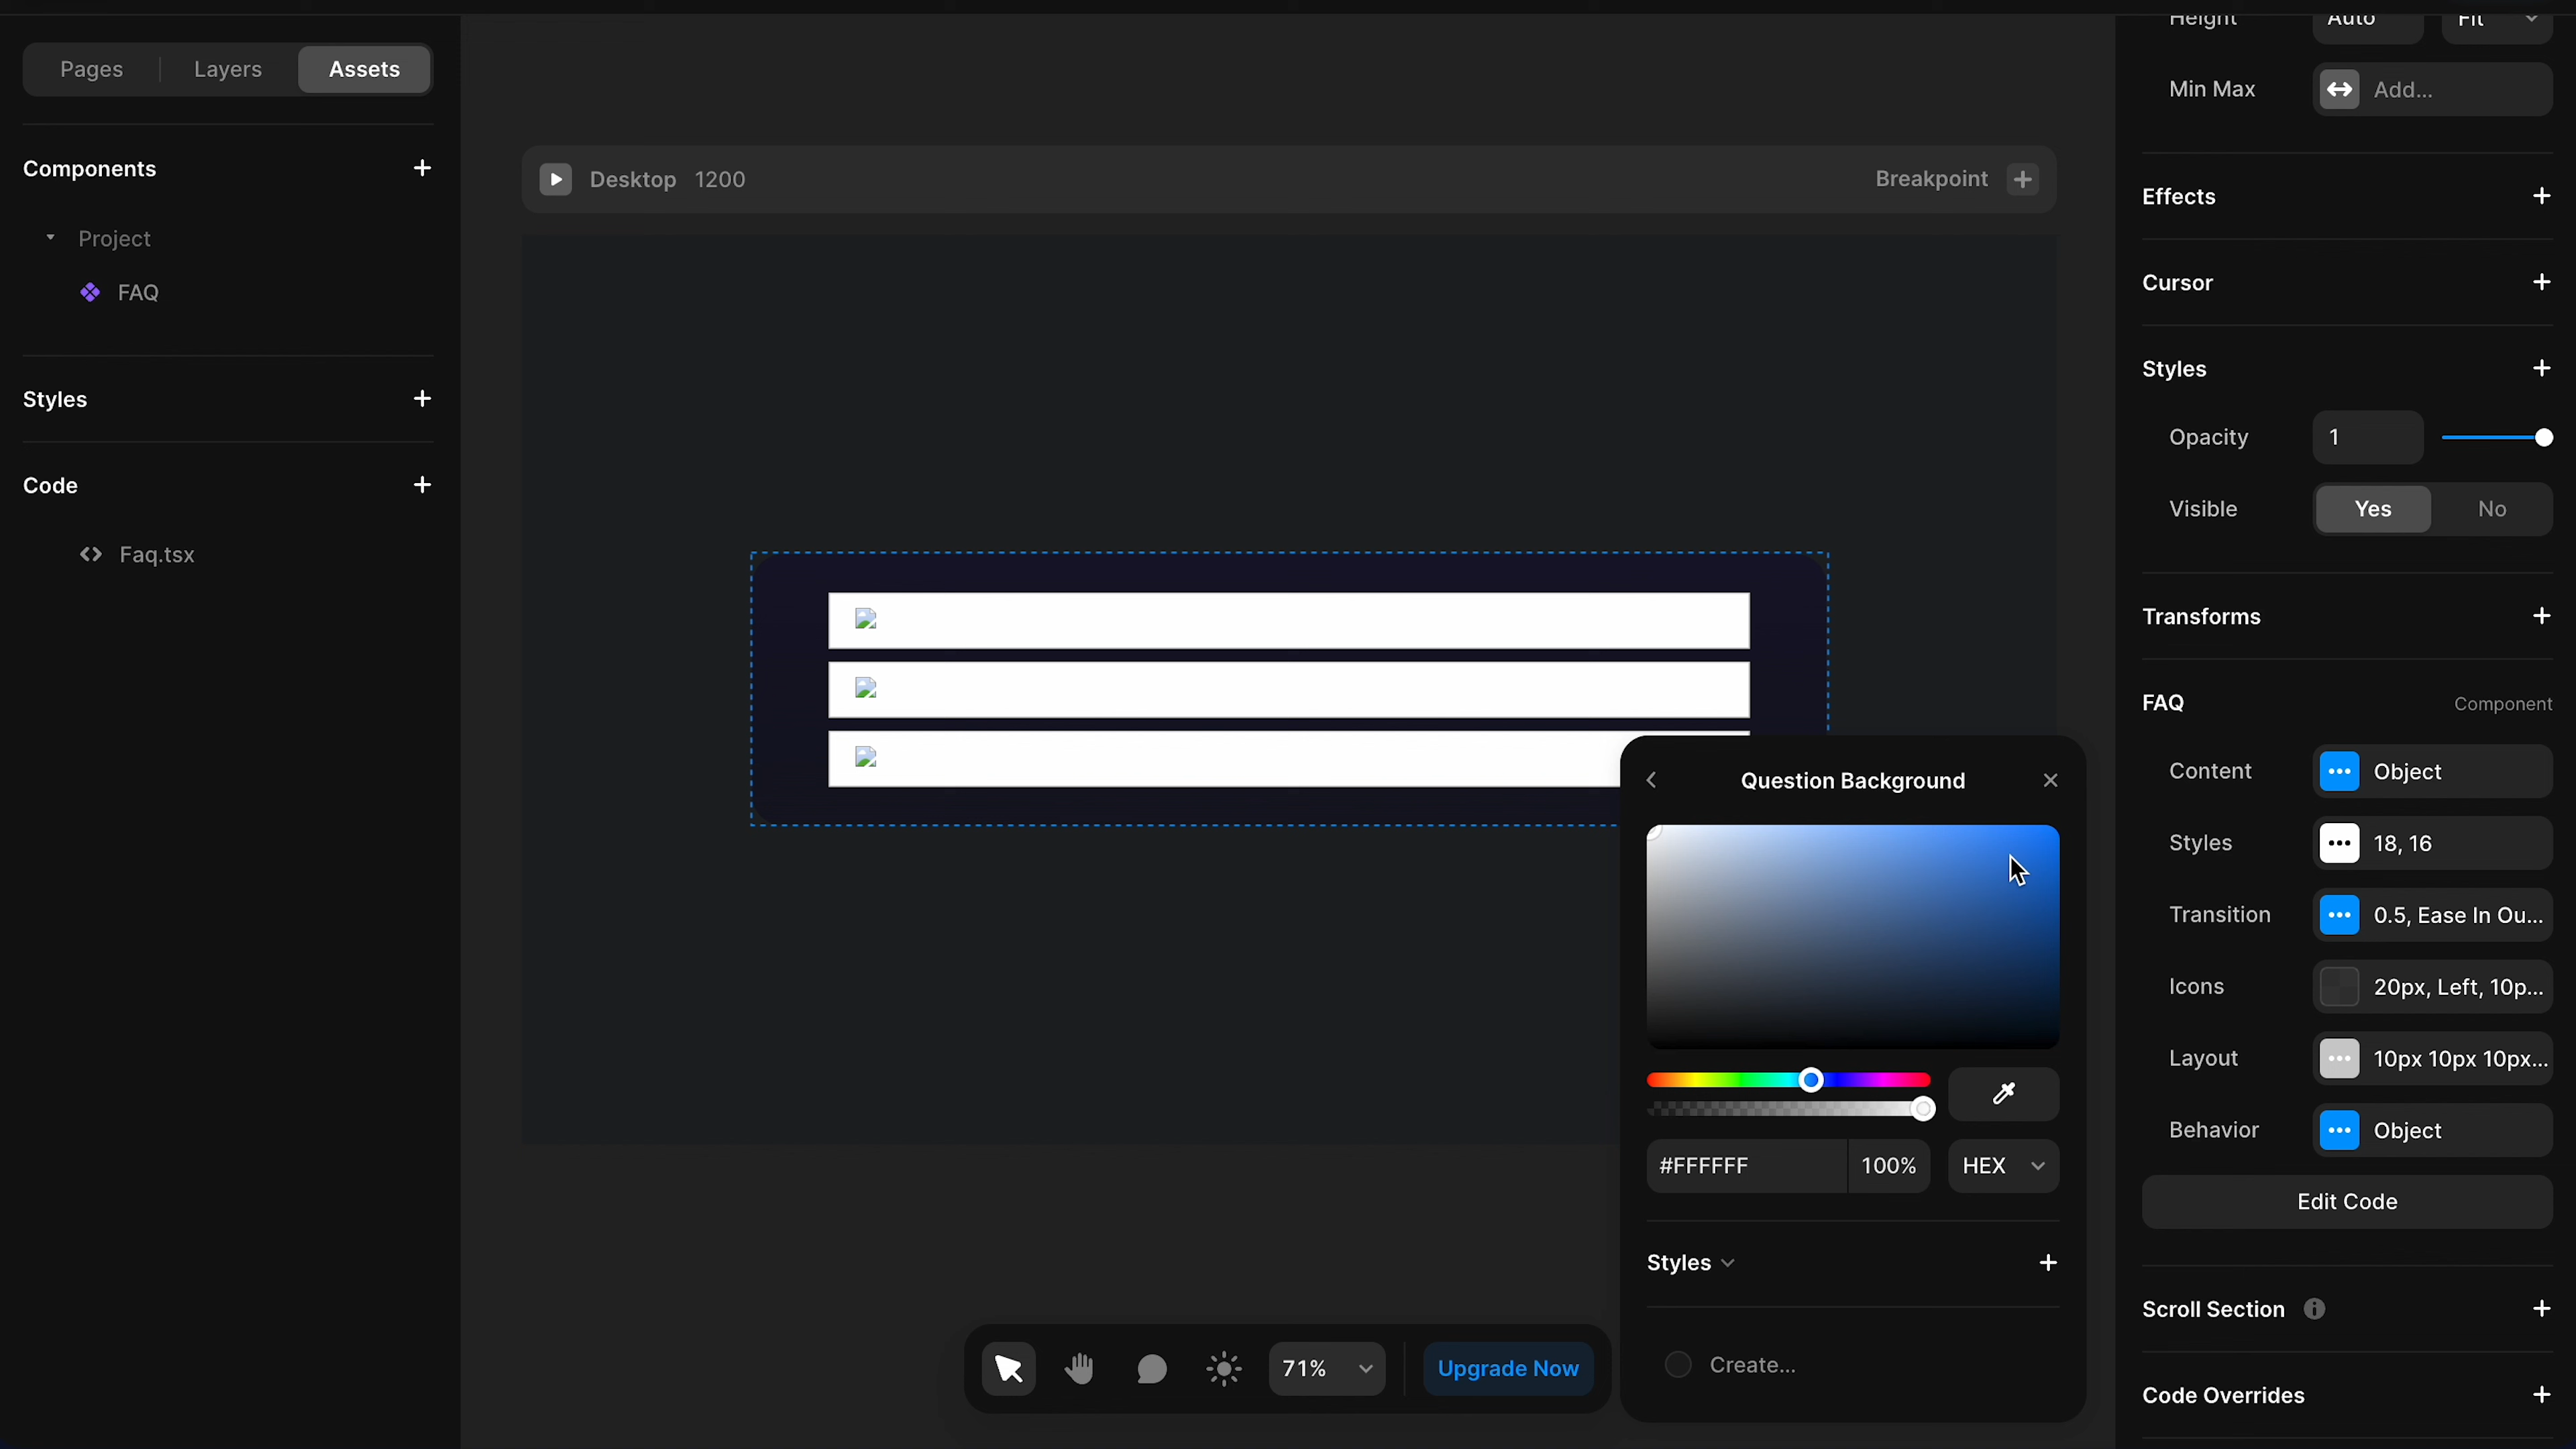 Pages
Layers
Assets
Components
Project
FAQ
Styles
Code
Faq.tsx
Desktop 1200
Breakpoint
71%
Upgrade Now
Question Background
#FFFFFF
100%
HEX
Styles
Create...
Height Auto Fit
Min Max Add...
Effects
Cursor
Styles
Opacity 1
Visible Yes No
Transforms
FAQ Component
Content Object
Styles 18, 16
Transition 0.5, Ease In Ou...
Icons 20px, Left, 10p...
Layout 10px 10px 10px...
Behavior Object
Edit Code
Scroll Section
Code Overrides